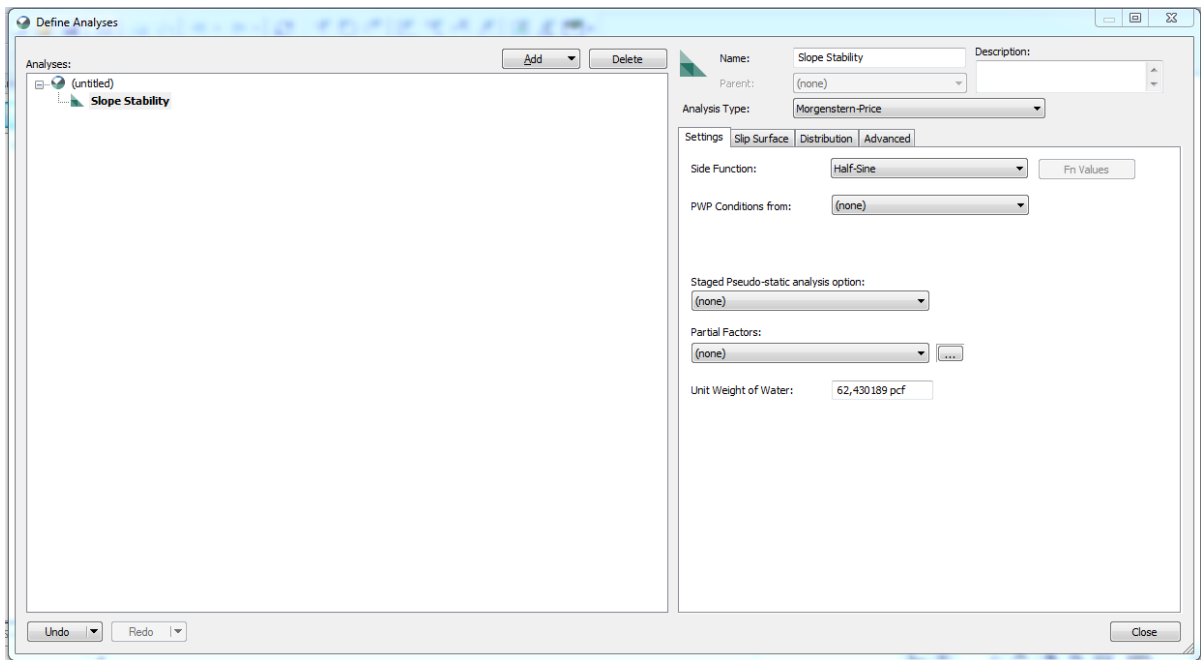 Define Analyses
Analyses:
Add
Delete
(untitled)
Slope Stability
Name:
Slope Stability
Description:
Parent:
(none)
Analysis Type:
Morgenstern-Price
Settings
Slip Surface
Distribution
Advanced
Side Function:
Half-Sine
Fn Values
PWP Conditions from:
(none)
Staged Pseudo-static analysis option:
(none)
Partial Factors:
(none)
...
Unit Weight of Water:
62,430189 pcf
Undo
Redo
Close